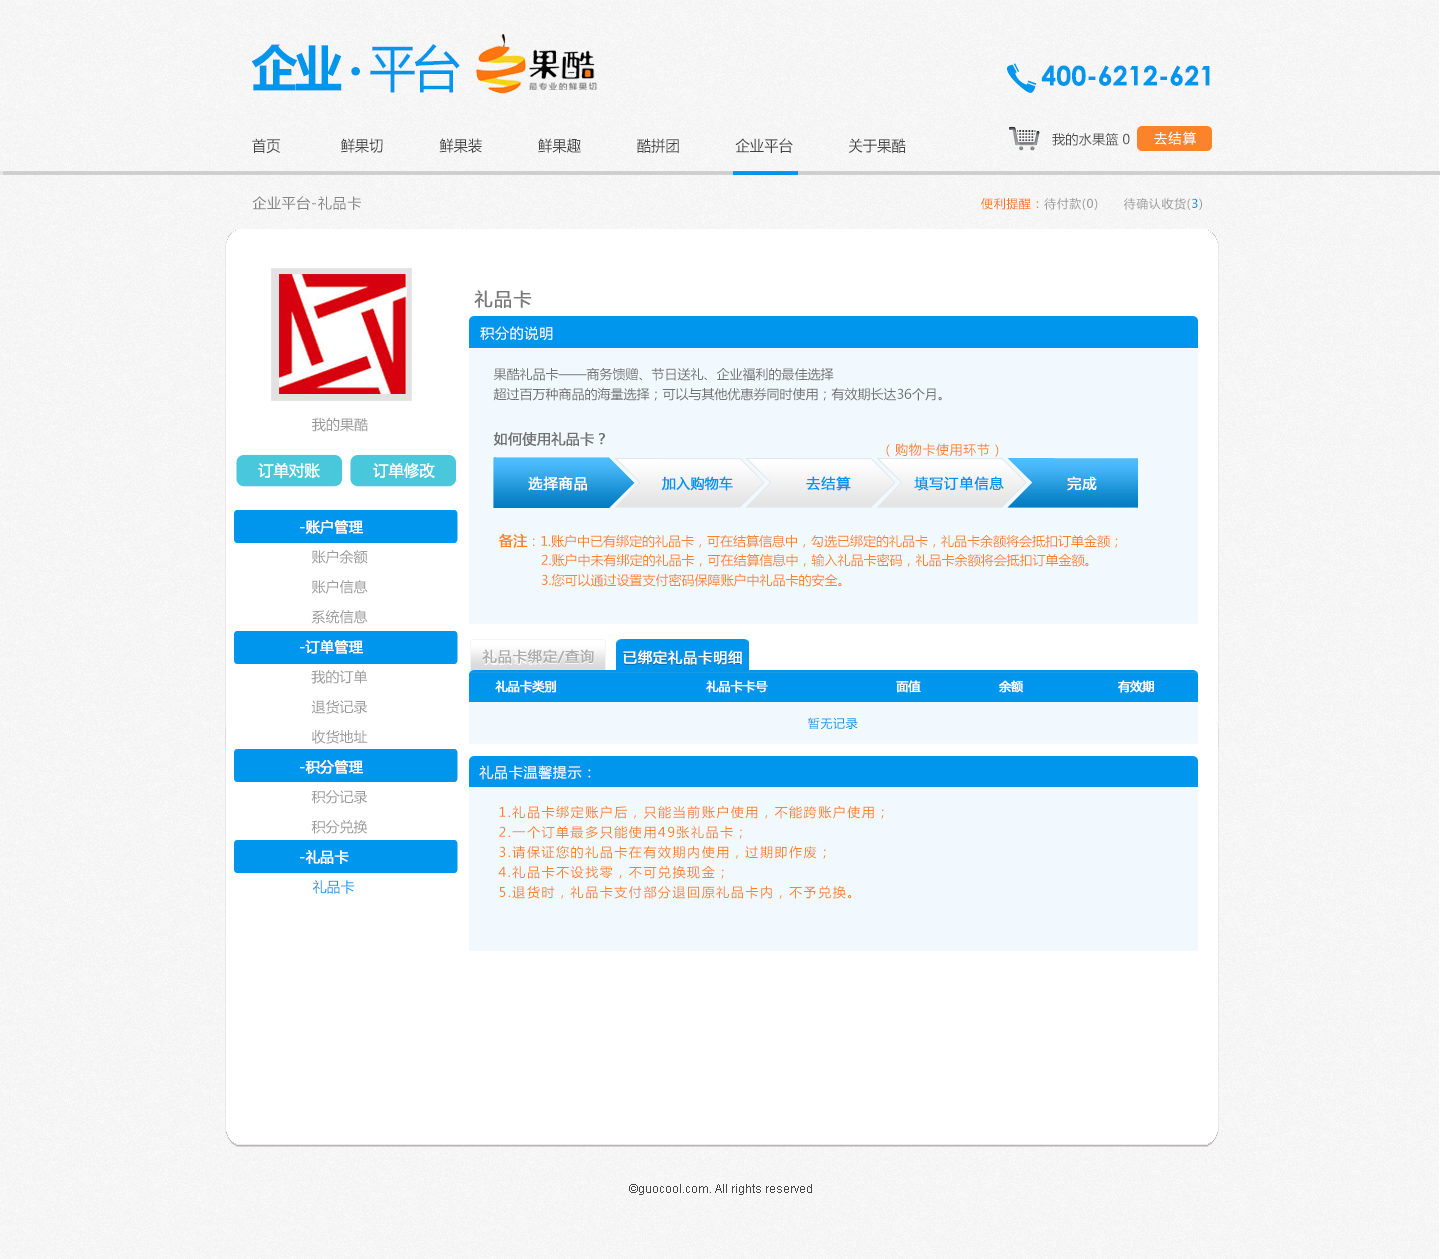 企业·平台 果酷
最专业的鲜果切
400-6212-621
首页 鲜果切 鲜果装 鲜果趣 酷拼团 企业平台 关于果酷
我的水果篮 0 去结算
企业平台-礼品卡
便利提醒：待付款(0) 待确认收货(3)
我的果酷
订单对账 订单修改
-账户管理
账户余额
账户信息
系统信息
-订单管理
我的订单
退货记录
收货地址
-积分管理
积分记录
积分兑换
-礼品卡
礼品卡
礼品卡
积分的说明
果酷礼品卡——商务馈赠、节日送礼、企业福利的最佳选择
超过百万种商品的海量选择；可以与其他优惠券同时使用；有效期长达36个月。
如何使用礼品卡？
（购物卡使用环节）
选择商品 加入购物车 去结算 填写订单信息 完成
备注：1.账户中已有绑定的礼品卡，可在结算信息中，勾选已绑定的礼品卡，礼品卡余额将会抵扣订单金额；
2.账户中未有绑定的礼品卡，可在结算信息中，输入礼品卡密码，礼品卡余额将会抵扣订单金额。
3.您可以通过设置支付密码保障账户中礼品卡的安全。
礼品卡绑定/查询 已绑定礼品卡明细
礼品卡类别 礼品卡卡号 面值 余额 有效期
暂无记录
礼品卡温馨提示：
1.礼品卡绑定账户后，只能当前账户使用，不能跨账户使用；
2.一个订单最多只能使用49张礼品卡；
3.请保证您的礼品卡在有效期内使用，过期即作废；
4.礼品卡不设找零，不可兑换现金；
5.退货时，礼品卡支付部分退回原礼品卡内，不予兑换。
©guocool.com. All rights reserved